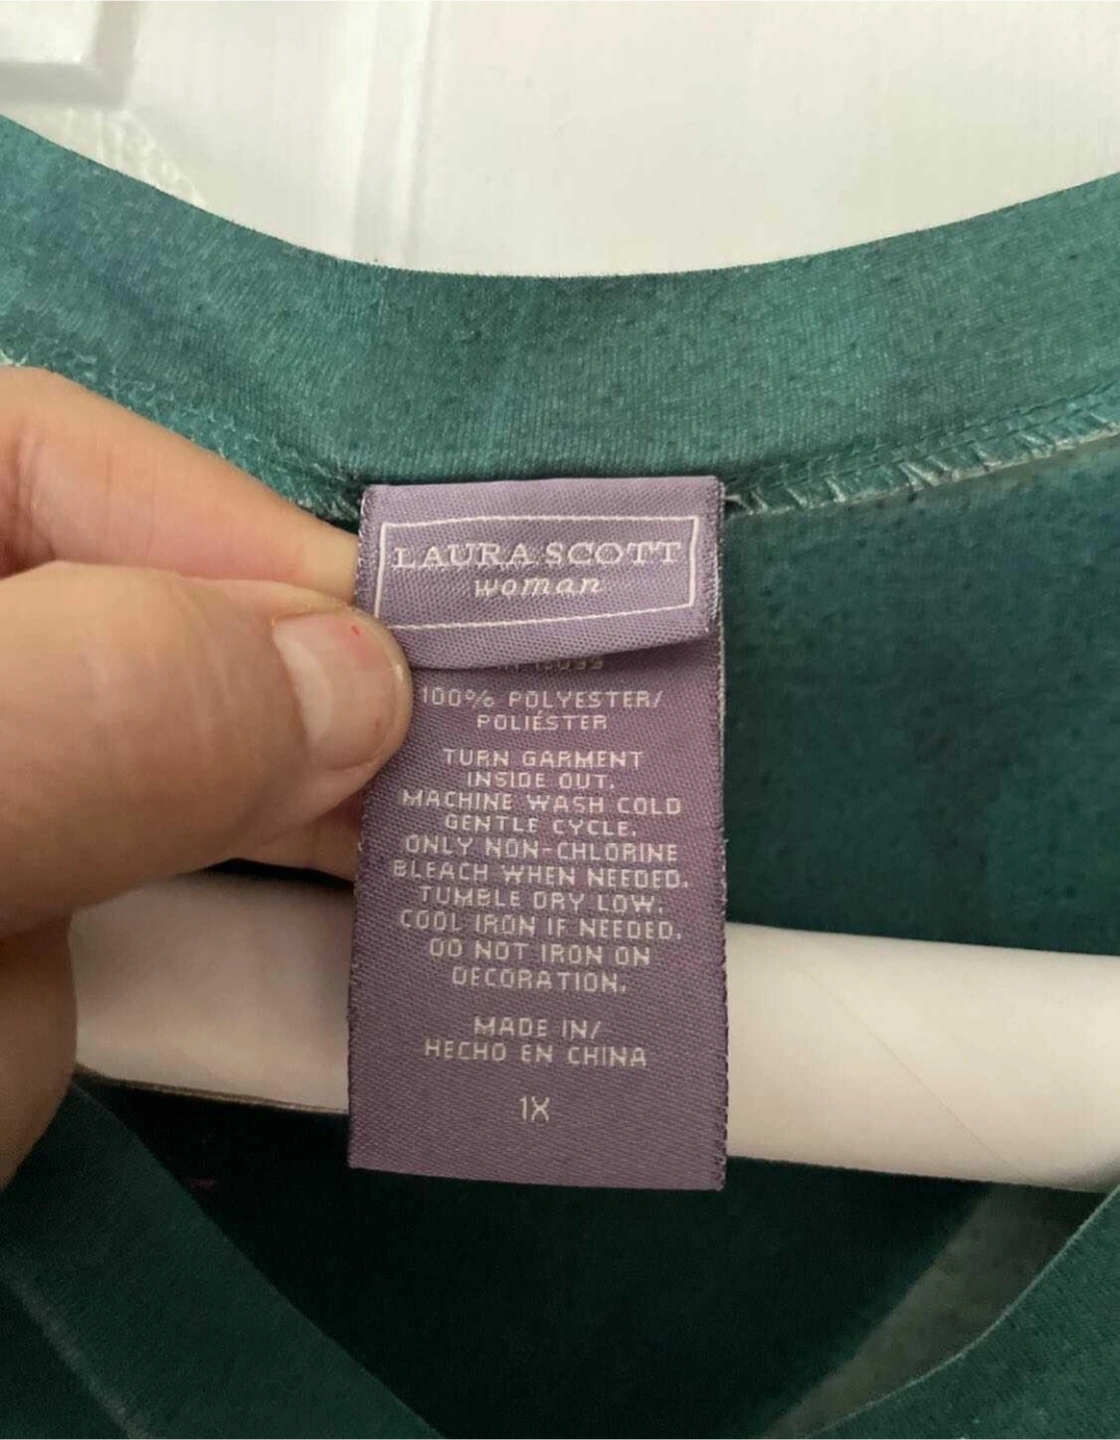 LAURA SCOTT
woman
100% POLYESTER/
POLIÉSTER
TURN GARMENT
INSIDE OUT.
MACHINE WASH COLD
GENTLE CYCLE.
ONLY NON-CHLORINE
BLEACH WHEN NEEDED.
TUMBLE DRY LOW.
COOL IRON IF NEEDED.
DO NOT IRON ON
DECORATION.
MADE IN/
HECHO EN CHINA
1X